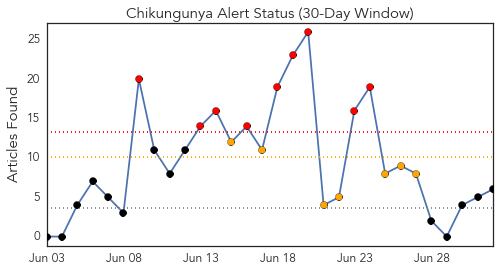 Chikungunya Alert Status (30-Day Window)
Articles Found
25
20
15
10
5
0
Jun 03 Jun 08 Jun 13 Jun 18 Jun 23 Jun 28